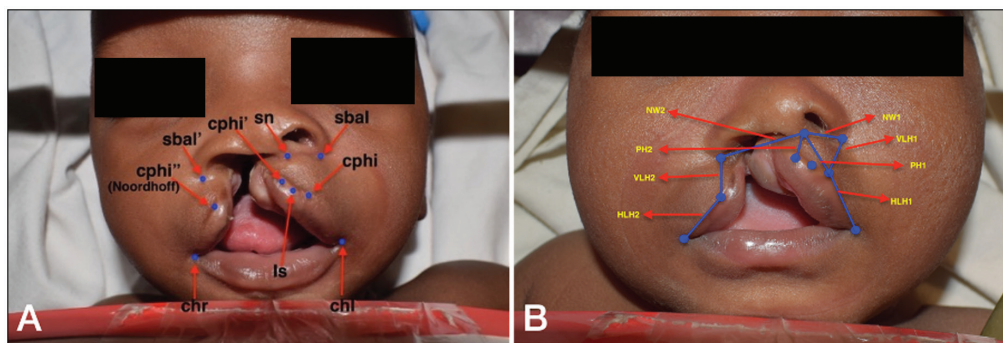 sn
cphi'
sbal
sbal'
cphi
cphi''
(Noordhoff)
ls
chr
chl
A
NW2
NW1
VLH1
PH2
PH1
VLH2
HLH1
HLH2
B